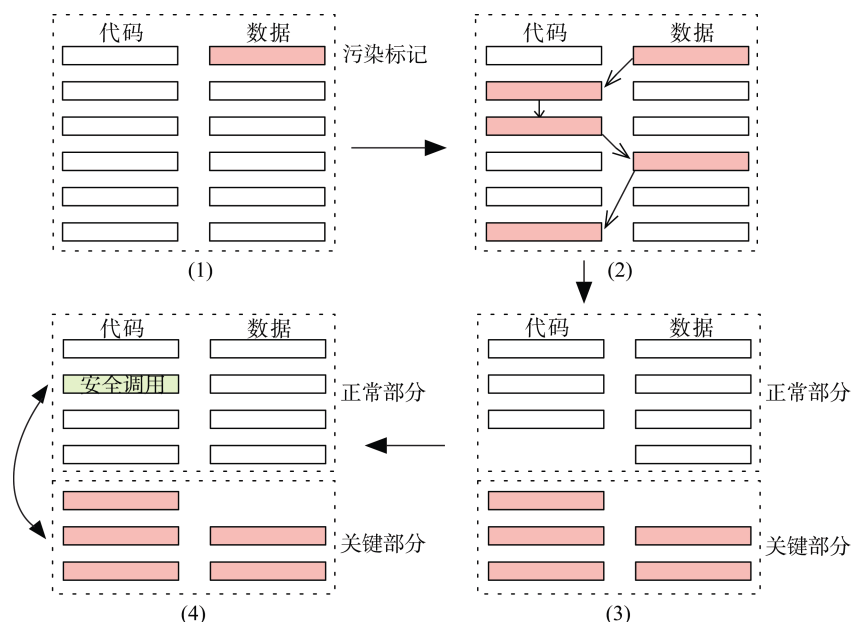 代码 数据
污染标记
(1)
代码 数据
(2)
代码 数据
安全调用
正常部分
关键部分
(4)
代码 数据
正常部分
关键部分
(3)